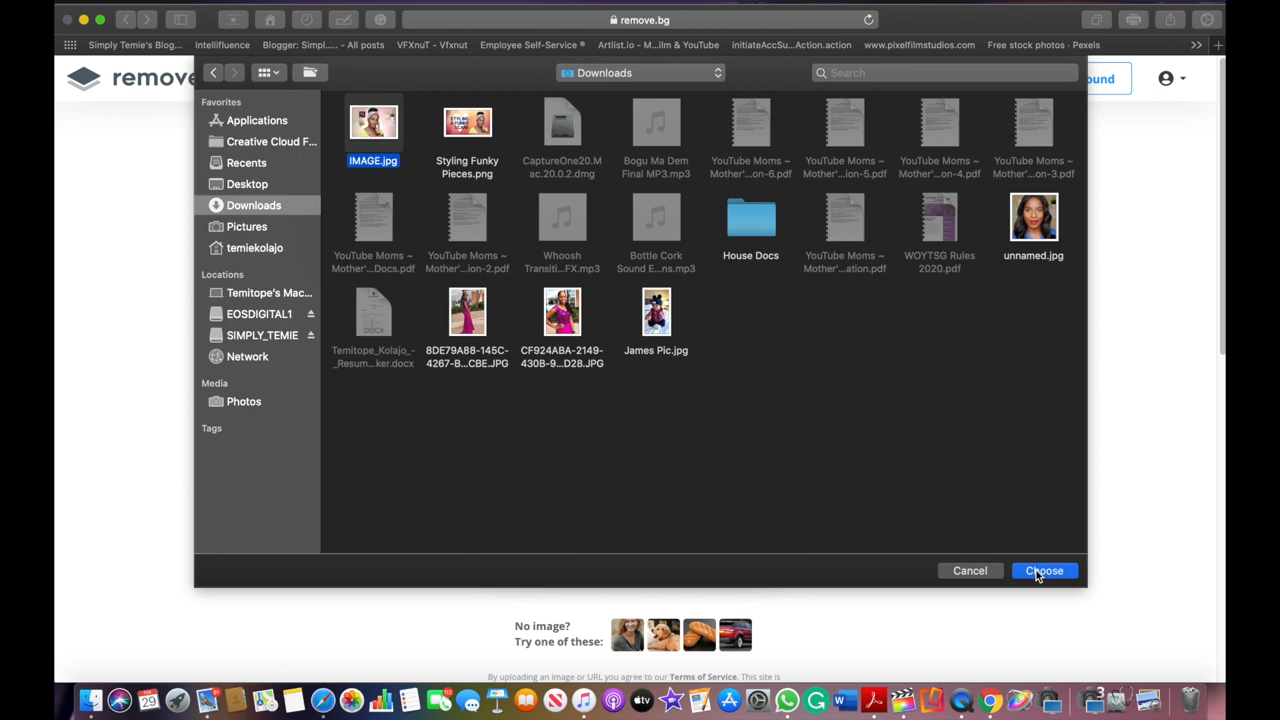 remove.bg
Simply Temie's Blog...
Intellifluence
Blogger: Simpl.... - All posts
VFXnuT - Vfxnut
Employee Self-Service ®
Artlist.io - M...ilm & YouTube
initiateAccSu...Action.action
www.pixelfilmstudios.com
Free stock photos · Pexels
remove
Downloads
Search
ound
Favorites
Applications
Creative Cloud F...
Recents
Desktop
Downloads
Pictures
temiekolajo
Locations
Temitope's Mac...
EOSDIGITAL1
SIMPLY_TEMIE
Network
Media
Photos
Tags
IMAGE.jpg
Styling Funky
Pieces.png
CaptureOne20.M
ac.20.0.2.dmg
Bogu Ma Dem
Final MP3.mp3
YouTube Moms ~
Mother'...ion-6.pdf
YouTube Moms ~
Mother'...ion-5.pdf
YouTube Moms ~
Mother'...on-4.pdf
YouTube Moms ~
Mother'...on-3.pdf
YouTube Moms ~
Mother'...Docs.pdf
YouTube Moms ~
Mother'...ion-2.pdf
Whoosh
Transiti...FX.mp3
Bottle Cork
Sound E...ns.mp3
House Docs
YouTube Moms ~
Mother'...ation.pdf
WOYTSG Rules
2020.pdf
unnamed.jpg
DOCX
Temitope_Kolajo_-
_Resum...ker.docx
8DE79A88-145C-
4267-B...CBE.JPG
CF924ABA-2149-
430B-9...D28.JPG
James Pic.jpg
Cancel
Choose
No image?
Try one of these:
By uploading an image or URL you agree to our Terms of Service. This site is